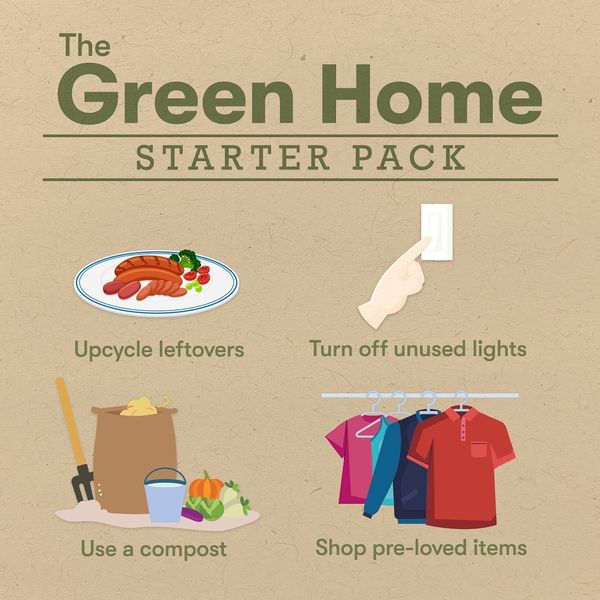 The
Green Home
STARTER PACK
Upcycle leftovers
Turn off unused lights
Use a compost
Shop pre-loved items